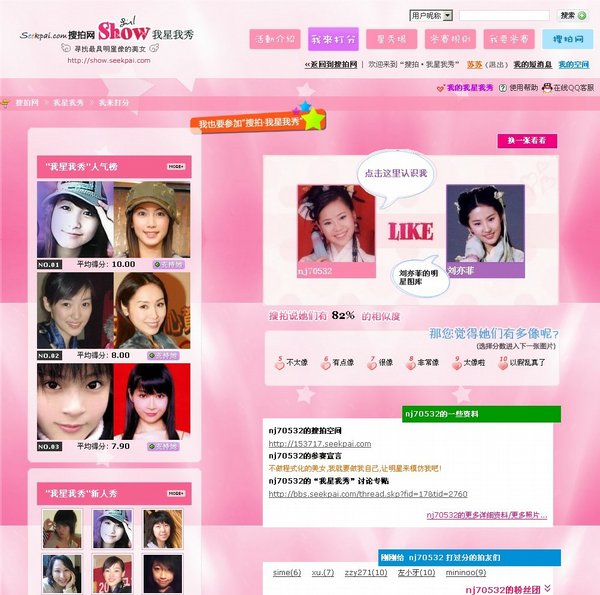 用户昵称
搜索
Seekpai.com 搜拍网 girl Show 我星我秀
寻找最具明星像的美女
http://show.seekpai.com
活动介绍
我来打分
星天榜
参赛规则
我要参赛
搜拍网
<<返回到搜拍网 | 欢迎来到“搜拍·我星我秀” 苏苏 (退出) 我的短消息 我的空间
我的我星我秀 使用帮助 在线QQ客服
搜拍网 > 我星我秀 > 我来打分
我也要参加“搜拍·我星我秀”
换一张看看
"我星我秀"人气榜
MORE
NO.01 平均得分: 10.00 支持她
NO.02 平均得分: 8.00 支持她
NO.03 平均得分: 7.90 支持她
"我星我秀"新人秀
MORE
点击这里认识我
nj70532
LIKE
刘亦菲
刘亦菲的明
星图库
搜拍说她们有 82% 的相似度
那您觉得她们有多像呢?
(选择分数进入下一张图片)
5 不太像
6 有点像
7 很像
8 非常像
9 太像啦
10 以假乱真了
nj70532的一些资料
nj70532的搜拍空间
http://153717.seekpai.com
nj70532的参赛宣言
不做程式化的美女,我就要做我自己,让明星来模仿我吧!
nj70532的“我星我秀”讨论专贴
http://bbs.seekpai.com/thread.skp?fid=17&tid=2760
nj70532的更多详细资料/更多照片...
刚刚给 nj70532 打过分的拍友们
sime(6) xu.(7) zzy271(10) 左小牙(10) mininoo(9)
nj70532的粉丝团